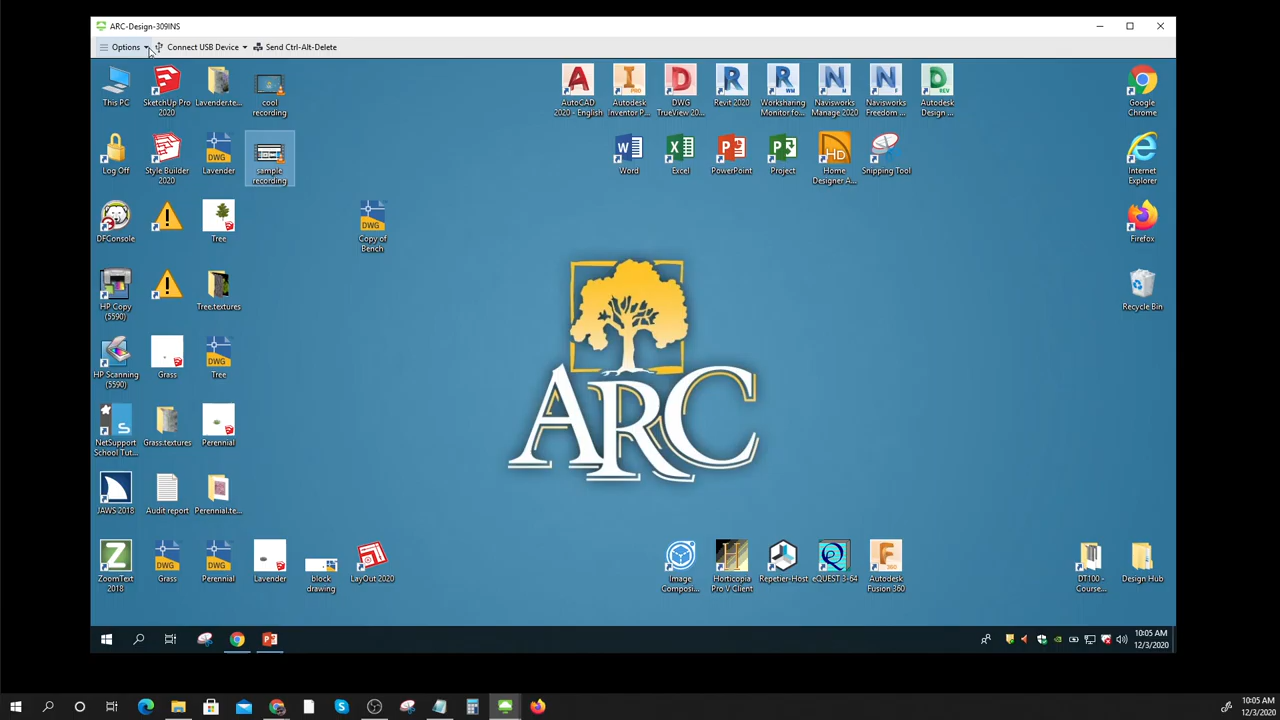 ARC-Design-309INS
Options Connect USB Device Send Ctrl-Alt-Delete
This PC
SketchUp Pro
2020
Lavender.te...
cool
recording
AutoCAD
2020 - English
Autodesk
Inventor P...
DWG
TrueView 20...
Revit 2020
Worksharing
Monitor fo...
Navisworks
Manage 2020
Navisworks
Freedom ...
Autodesk
Design ...
Google
Chrome
Log Off
Style Builder
2020
Lavender
sample
recording
Word
Excel
PowerPoint
Project
Home
Designer A...
Snipping Tool
Internet
Explorer
DFConsole
Tree
Copy of
Bench
Firefox
HP Copy
(5590)
Tree.textures
Recycle Bin
HP Scanning
(5590)
Grass
Tree
ARC
NetSupport
School Tut...
Grass.textures
Perennial
JAWS 2018
Audit report
Perennial.te...
ZoomText
2018
Grass
Perennial
Lavender
block
drawing
LayOut 2020
Image
Composi...
Horticopia
Pro V Client
Repetier-Host
eQUEST 3-64
Autodesk
Fusion 360
DT100 -
Course...
Design Hub
10:05 AM
12/3/2020
10:05 AM
12/3/2020